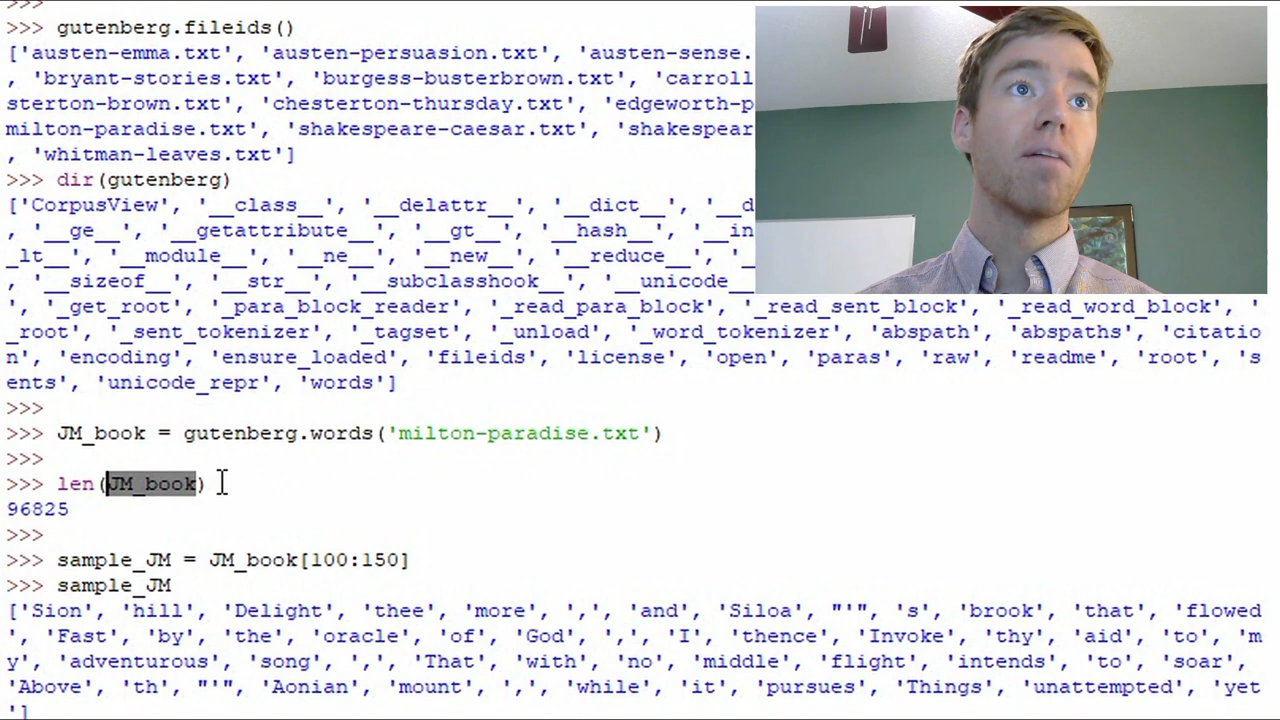 >>>
>>> gutenberg.fileids()
['austen-emma.txt', 'austen-persuasion.txt', 'austen-sense.
, 'bryant-stories.txt', 'burgess-busterbrown.txt', 'carroll
sterton-brown.txt', 'chesterton-thursday.txt', 'edgeworth-p
milton-paradise.txt', 'shakespeare-caesar.txt', 'shakespear
, 'whitman-leaves.txt']
>>> dir(gutenberg)
['CorpusView', '__class__', '__delattr__', '__dict__', '__d
, '__ge__', '__getattribute__', '__gt__', '__hash__', '__in
_lt__', '__module__', '__ne__', '__new__', '__reduce__', '_
'__sizeof__', '__str__', '__subclasshook__', '__unicode__
', '_get_root', '_para_block_reader', '_read_para_block', '_read_sent_block', '_read_word_block', '
_root', '_sent_tokenizer', '_tagset', '_unload', '_word_tokenizer', 'abspath', 'abspaths', 'citatio
n', 'encoding', 'ensure_loaded', 'fileids', 'license', 'open', 'paras', 'raw', 'readme', 'root', 's
ents', 'unicode_repr', 'words']
>>>
>>> JM_book = gutenberg.words('milton-paradise.txt')
>>>
>>> len(JM_book)
96825
>>>
>>> sample_JM = JM_book[100:150]
>>> sample_JM
['Sion', 'hill', 'Delight', 'thee', 'more', ',', 'and', 'Siloa', "'", 's', 'brook', 'that', 'flowed
', 'Fast', 'by', 'the', 'oracle', 'of', 'God', ',', 'I', 'thence', 'Invoke', 'thy', 'aid', 'to', 'm
y', 'adventurous', 'song', ',', 'That', 'with', 'no', 'middle', 'flight', 'intends', 'to', 'soar',
'Above', 'th', "'", 'Aonian', 'mount', ',', 'while', 'it', 'pursues', 'Things', 'unattempted', 'yet
']